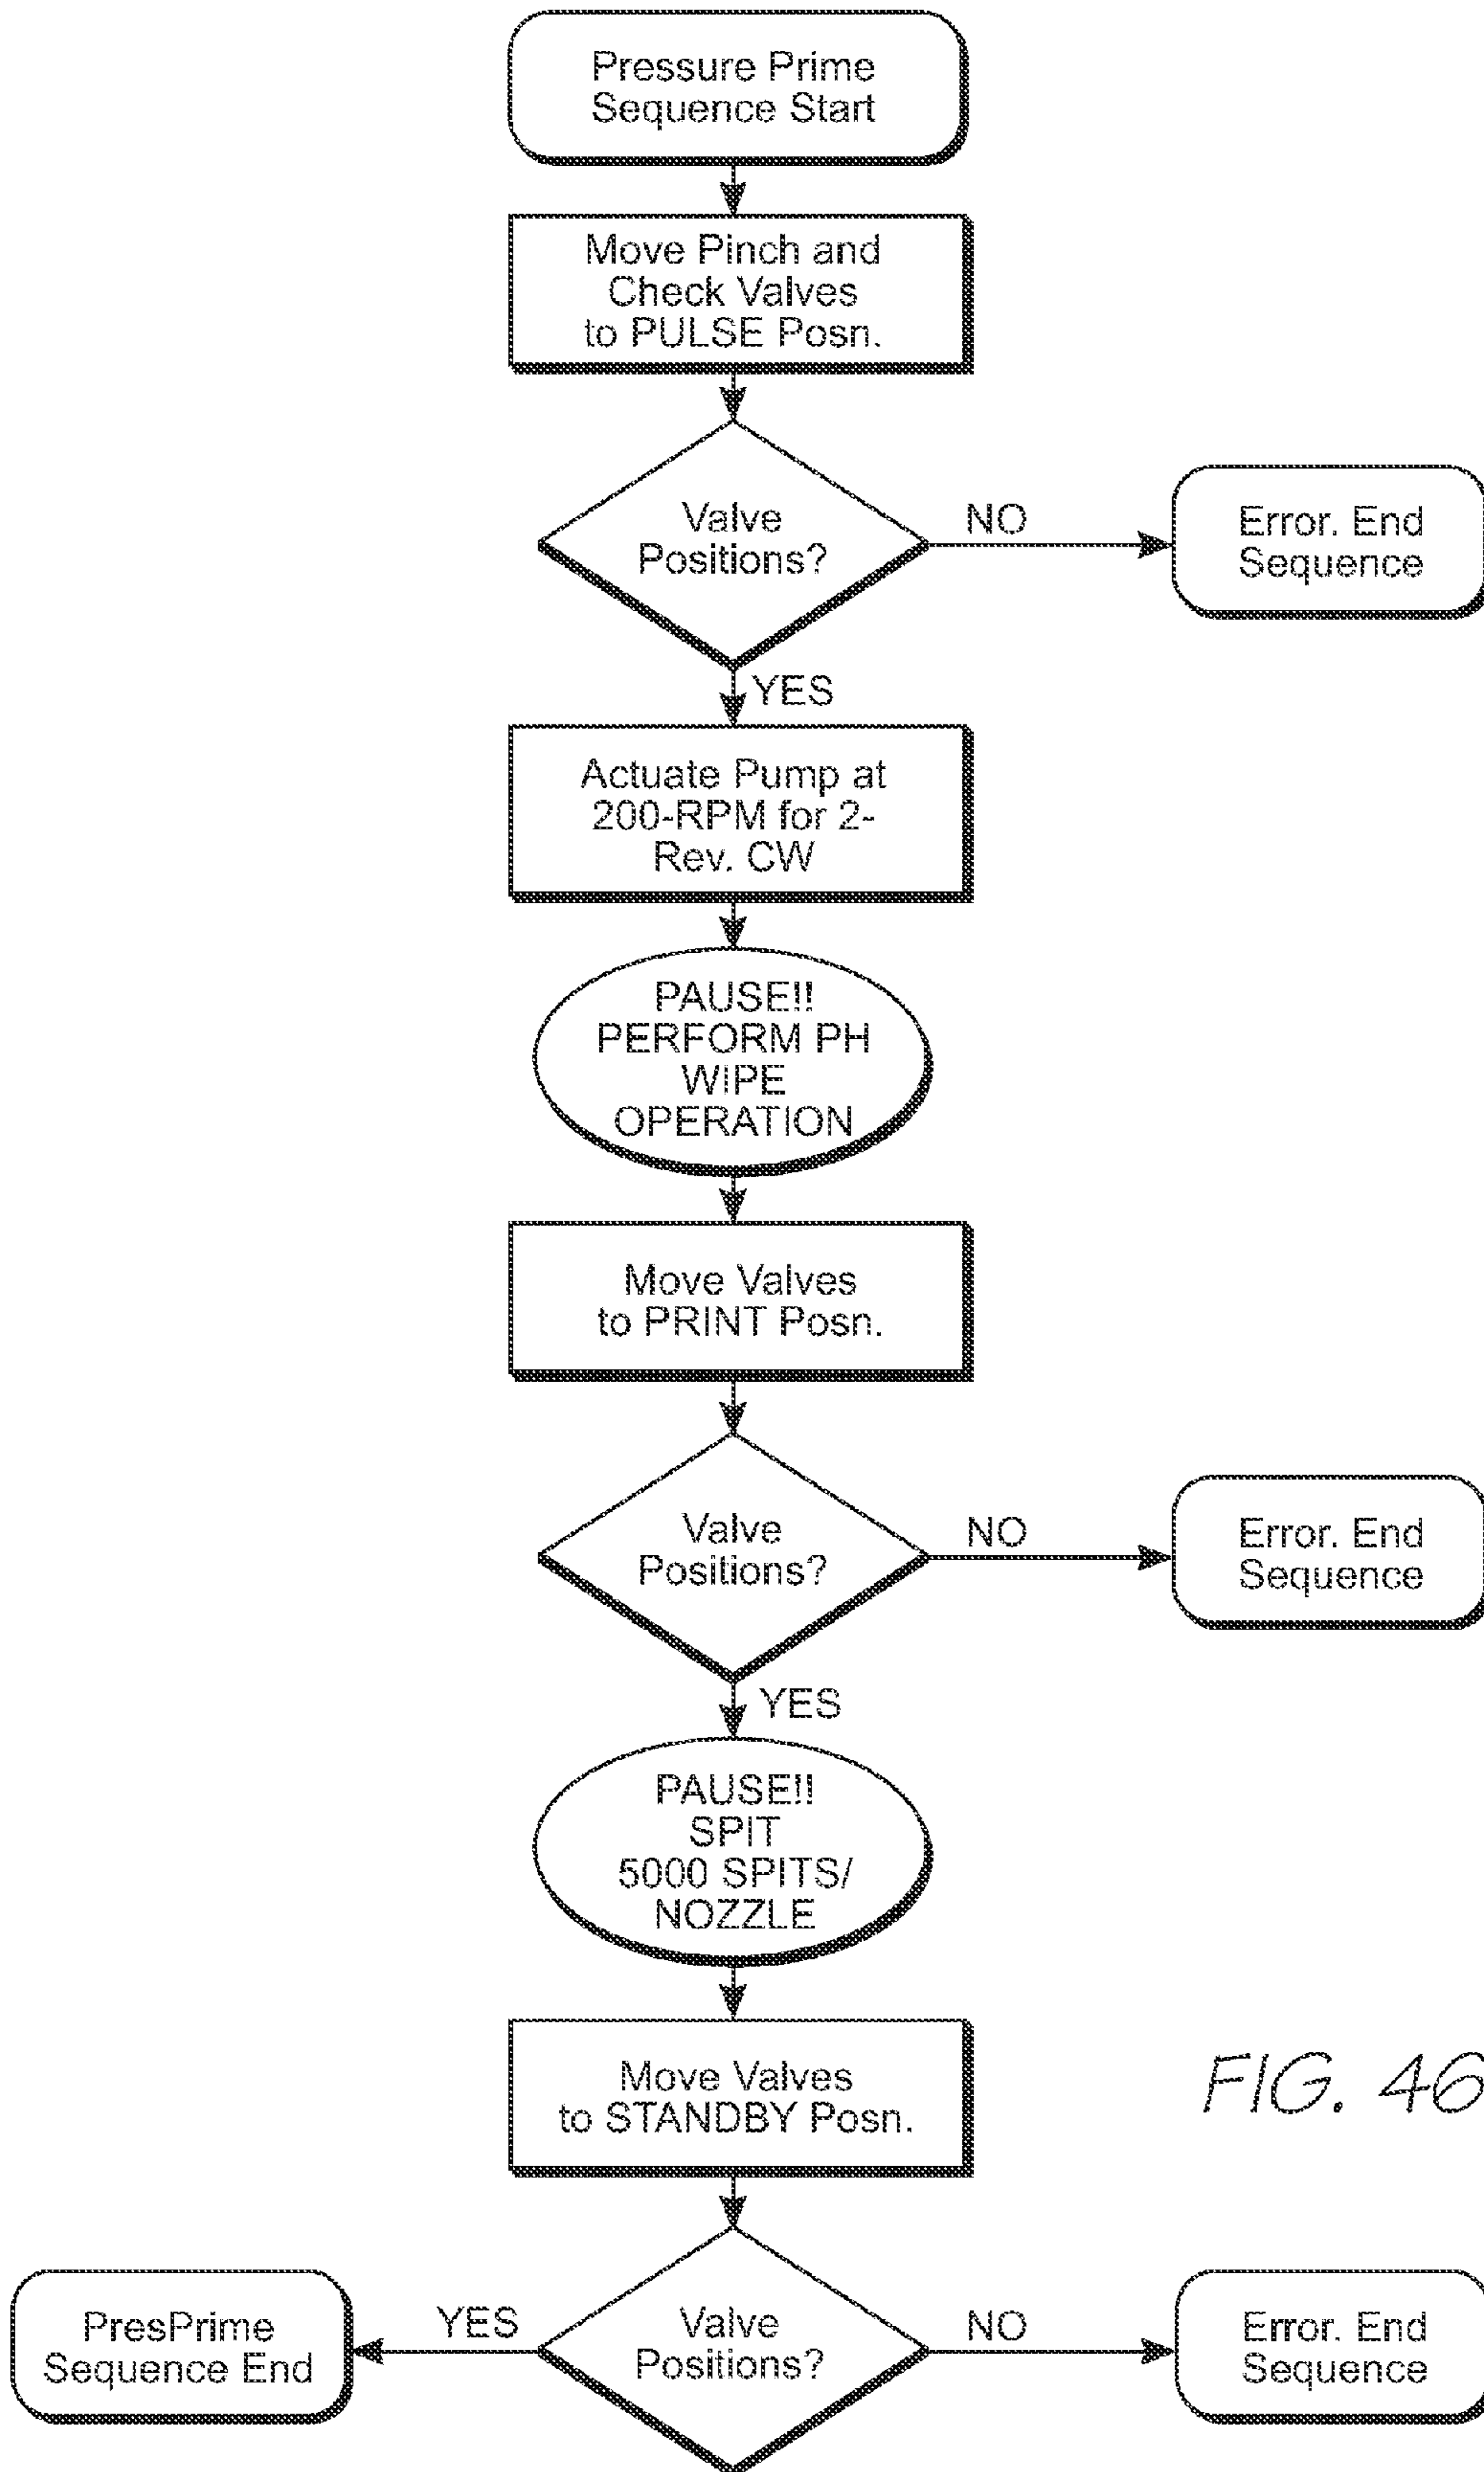 Pressure Prime
Sequence Start
Move Pinch and
Check Valves
to PULSE Posn.
Valve
Positions?
NO
Error. End
Sequence
YES
Actuate Pump at
200-RPM for 2-
Rev. CW
PAUSE!!
PERFORM PH
WIPE
OPERATION
Move Valves
to PRINT Posn.
Valve
Positions?
NO
Error. End
Sequence
YES
PAUSE!!
SPIT
5000 SPITS/
NOZZLE
Move Valves
to STANDBY Posn.
FIG. 46
Valve
Positions?
YES
PresPrime
Sequence End
NO
Error. End
Sequence